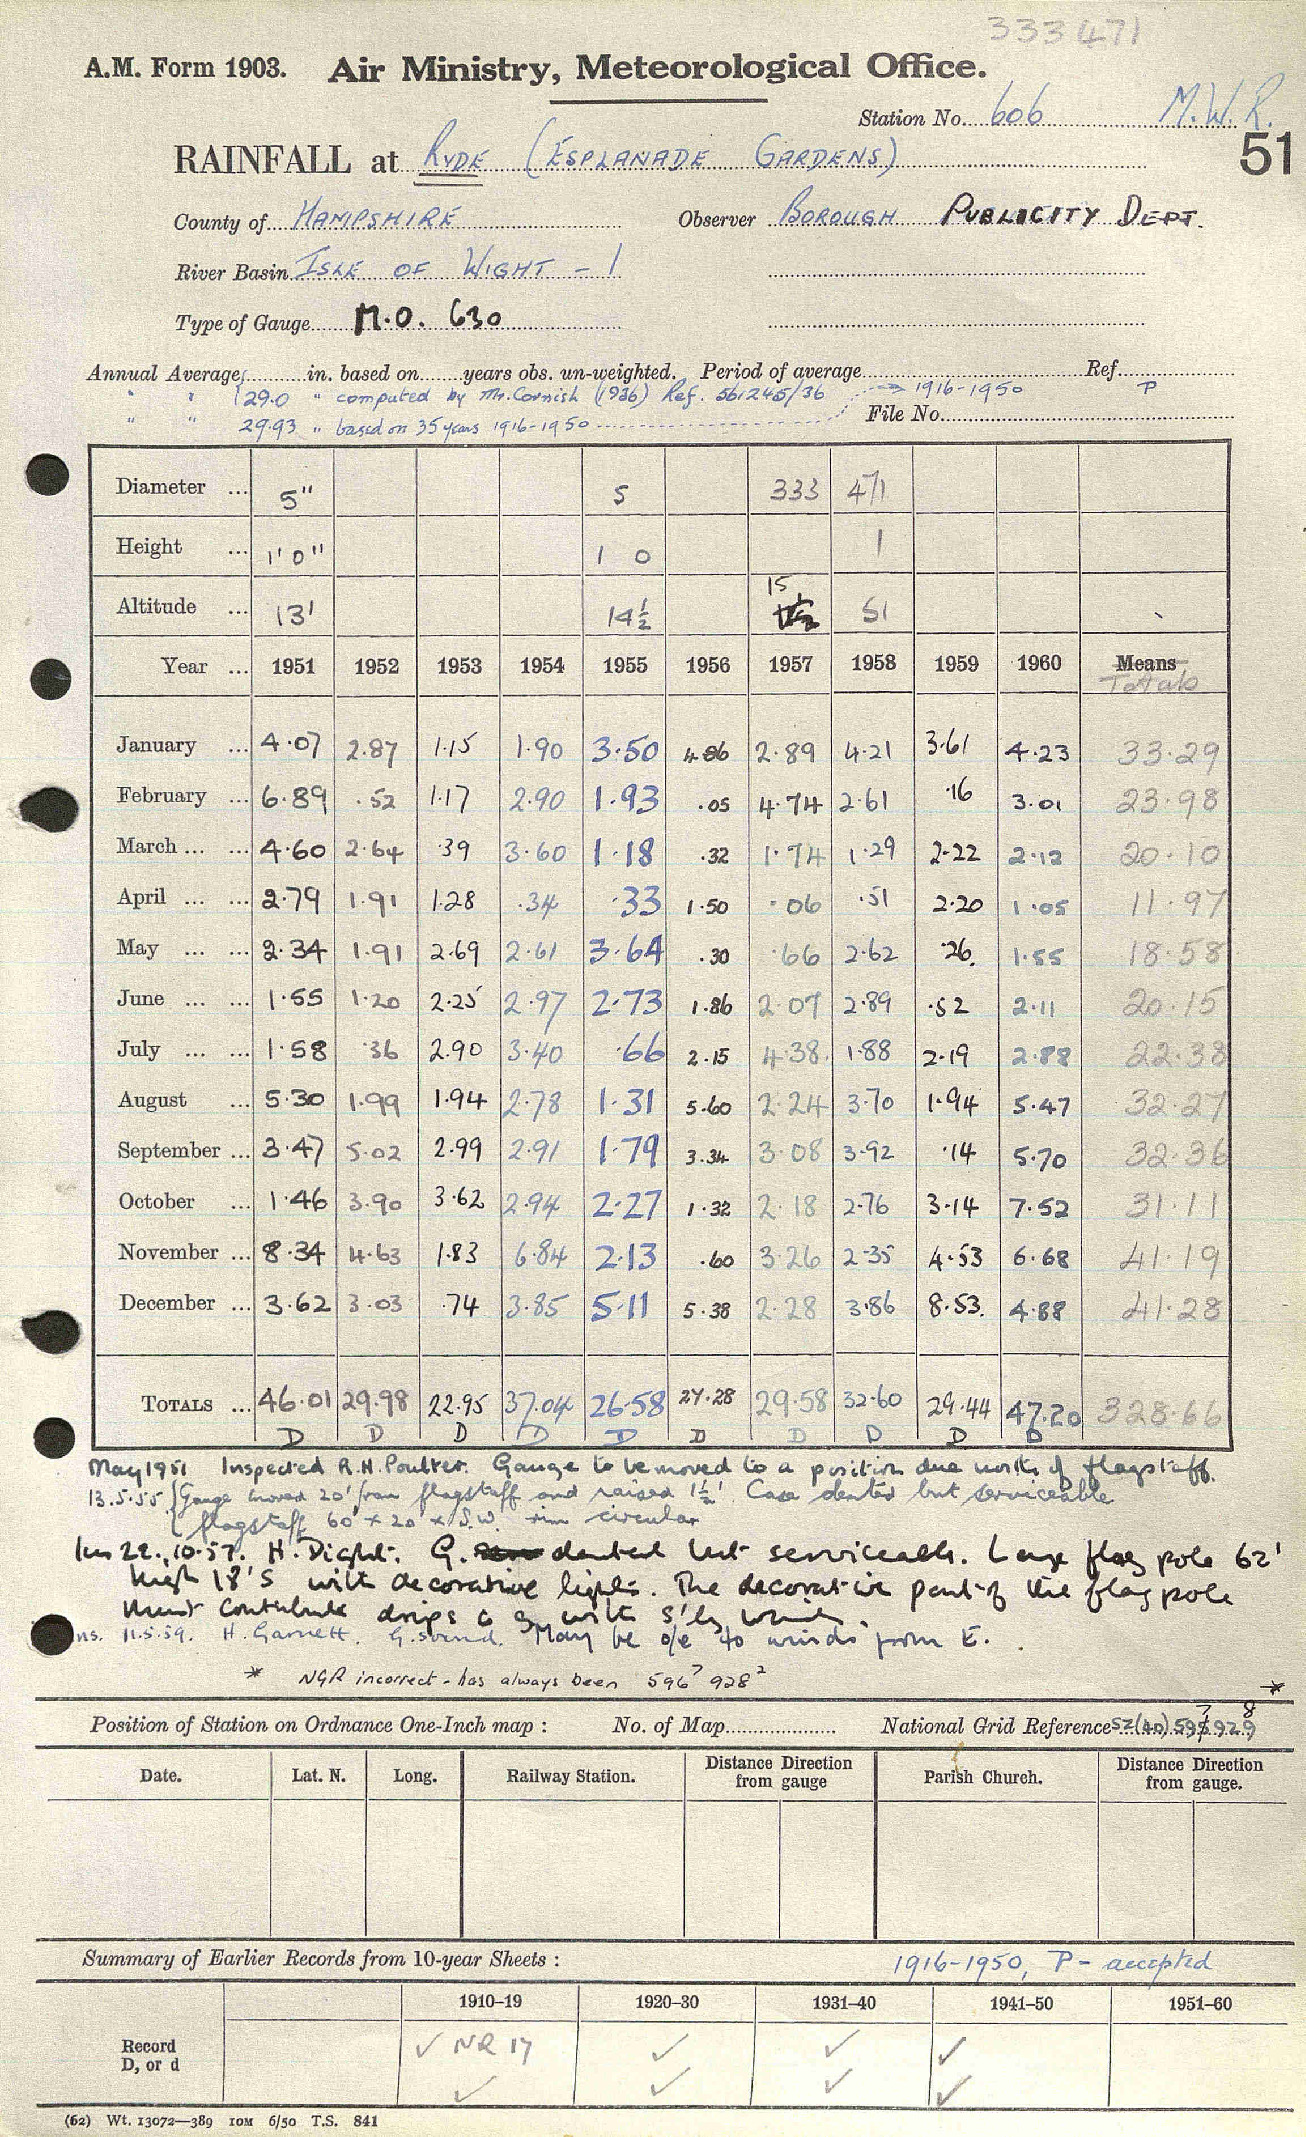 333471
A.M. Form 1903. Air Ministry, Meteorological Office.
Station No. 606 M.W.R.
RAINFALL at RYDE (ESPLANADE GARDENS) 51
County of HAMPSHIRE Observer BOROUGH PUBLICITY DEPT.
River Basin ISLE OF WIGHT - 1
Type of Gauge M.O. 630
Annual Average in. based on years obs. un-weighted. Period of average Ref.
" " 29.0 " computed by Mr. Cornish (1936) Ref. 561245/36 1916-1950 P
File No.
" " 29.93 " based on 35 years 1916-1950
Diameter ... 5" 5 333 471
Height ... 1' 0" 1 0 1
Altitude ... 13' 14½ 15 51
Year ... 1951 1952 1953 1954 1955 1956 1957 1958 1959 1960 Means
Totals
January ... 4.07 2.87 1.15 1.90 3.50 4.86 2.89 4.21 3.61 4.23 33.29
February ... 6.89 .52 1.17 2.90 1.93 .05 4.74 2.61 .16 3.01 23.98
March ... ... 4.60 2.64 .39 3.60 1.18 .32 1.74 1.29 2.22 2.12 20.10
April ... ... 2.79 1.91 1.28 .34 .33 1.50 .06 .51 2.20 1.05 11.97
May ... ... 2.34 1.91 2.69 2.61 3.64 .30 .66 2.62 .26 1.55 18.58
June ... ... 1.55 1.20 2.25 2.97 2.73 1.86 2.07 2.89 .52 2.11 20.15
July ... ... 1.58 .36 2.90 3.40 .66 2.15 4.38 1.88 2.19 2.88 22.38
August ... 5.30 1.99 1.94 2.78 1.31 5.60 2.24 3.70 1.94 5.47 32.27
September ... 3.47 5.02 2.99 2.91 1.79 3.34 3.08 3.92 .14 5.70 32.36
October ... 1.46 3.90 3.62 2.94 2.27 1.32 2.18 2.76 3.14 7.52 31.11
November ... 8.34 4.63 1.83 6.84 2.13 .60 3.26 2.35 4.53 6.68 41.19
December ... 3.62 3.03 .74 3.85 5.11 5.38 2.28 3.86 8.53 4.88 41.28
TOTALS ... 46.01 29.98 22.95 37.04 26.58 27.28 29.58 32.60 29.44 47.20 328.66
D D D D D D D D D D
May 1951 Inspected R.H. Poulter. Gauge to be moved to a position due north of flagstaff.
13.5.55 Gauge moved 20' from flagstaff and raised 1½' Case dented but serviceable
flagstaff 60' x 20' x S.W. rim circular
Ins 22.10.57. H. Dight. G. dented but serviceable. Large flag pole 62'
high 18' S with decorative lights. The decorative part of the flag pole
must contribute drips to g with S'ly winds.
ns. 11.5.59. H. Garnett. G. sound. May be o/e to winds from E.
* NGR incorrect - has always been 596⁷ 928² *
Position of Station on Ordnance One-Inch map : No. of Map National Grid Reference SZ(40) 595929 7 8
Date. Lat. N. Long. Railway Station. Distance Direction from gauge Parish Church. Distance Direction from gauge.
Summary of Earlier Records from 10-year Sheets : 1916-1950, P - accepted
1910–19 1920–30 1931–40 1941–50 1951–60
Record ✓ NR 17 ✓ ✓ ✓
D, or d ✓ ✓ ✓ ✓
(62) Wt. 13072—389 10M 6/50 T.S. 841